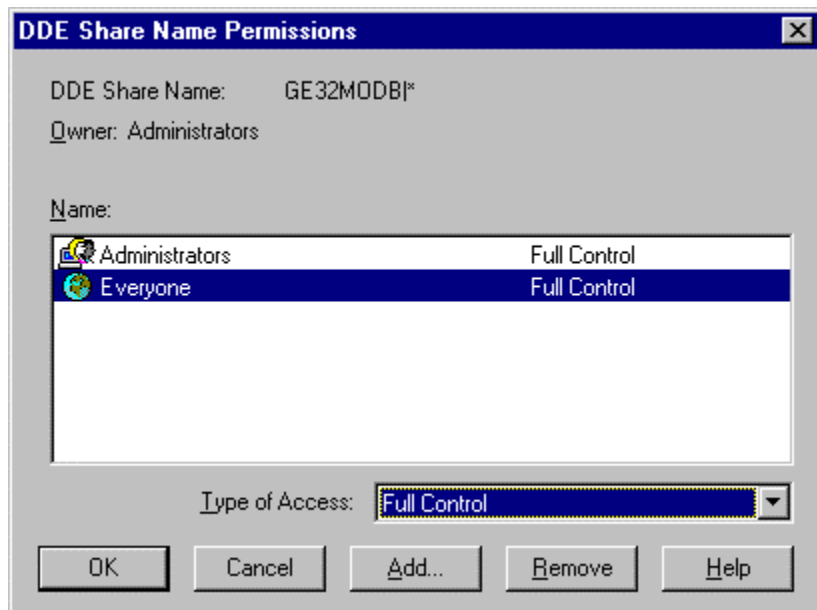 DDE Share Name Permissions
DDE Share Name: GE32MODB|*
Owner: Administrators
Name:
Administrators Full Control
Everyone Full Control
Type of Access: Full Control
OK Cancel Add... Remove Help